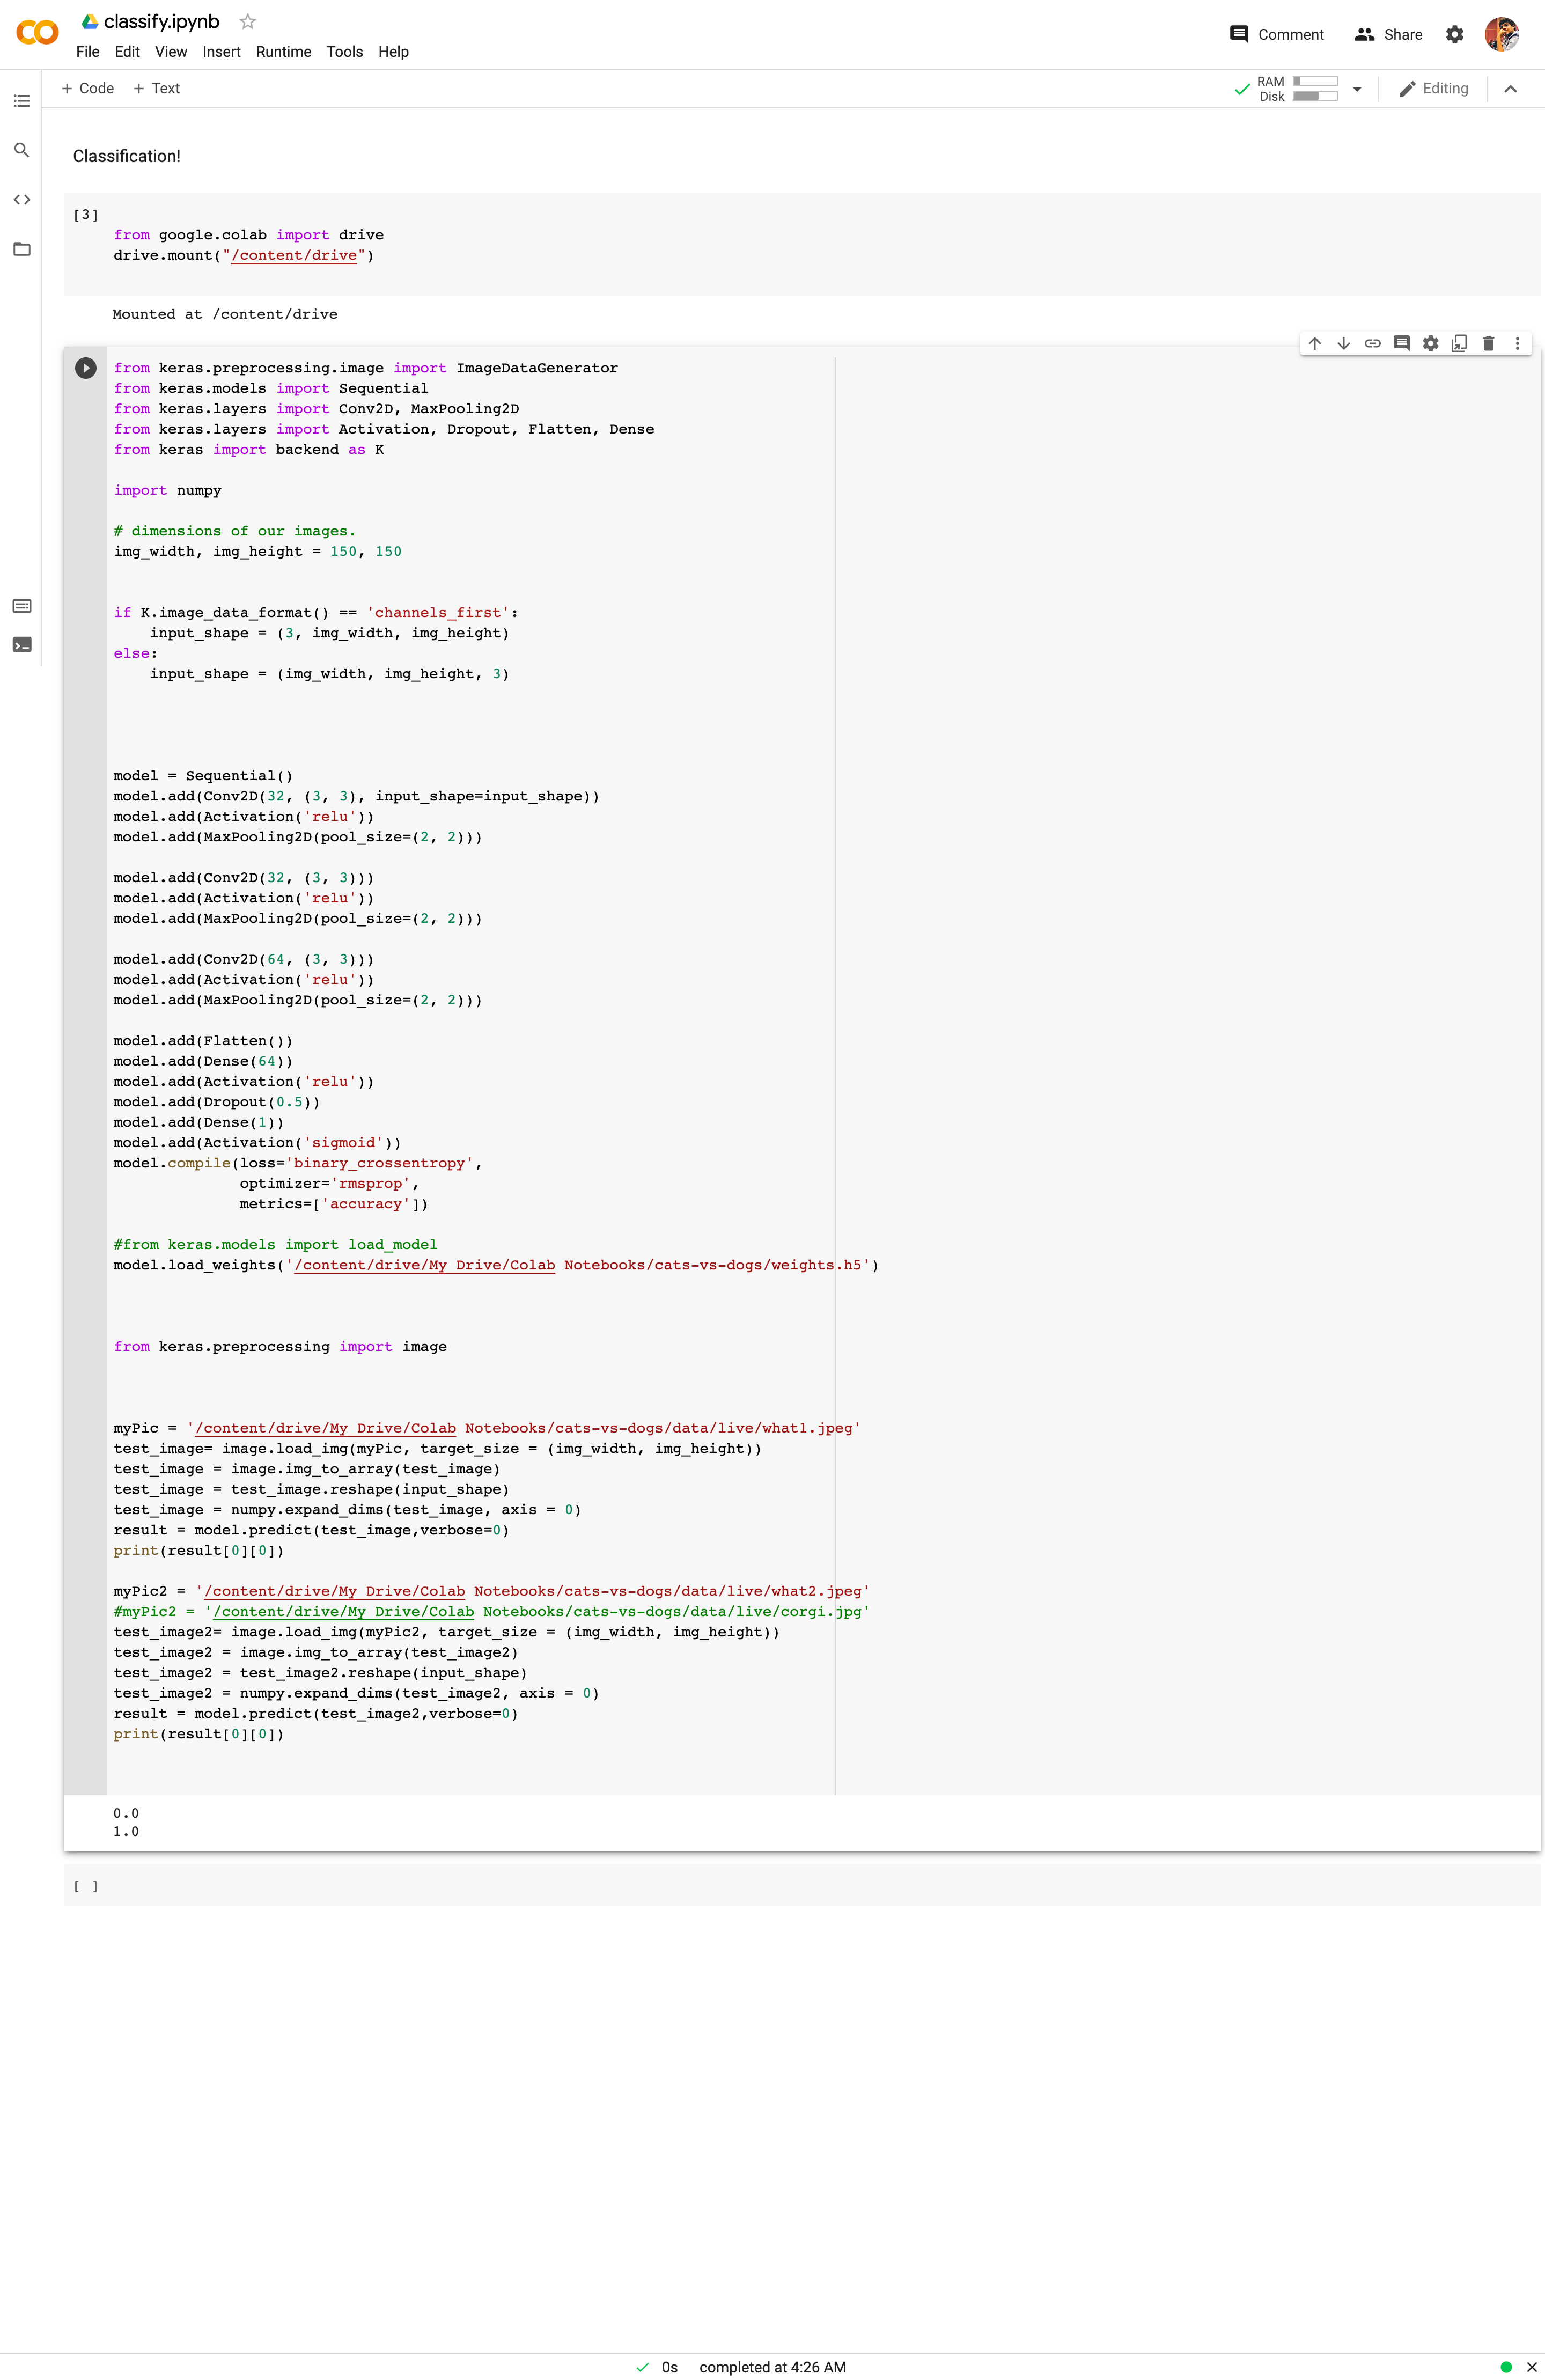 classify.ipynb
File Edit View Insert Runtime Tools Help
Comment Share
+ Code + Text
RAM
Disk
Editing
Classification!
[3]
from google.colab import drive
drive.mount("/content/drive")
Mounted at /content/drive
from keras.preprocessing.image import ImageDataGenerator
from keras.models import Sequential
from keras.layers import Conv2D, MaxPooling2D
from keras.layers import Activation, Dropout, Flatten, Dense
from keras import backend as K
import numpy
# dimensions of our images.
img_width, img_height = 150, 150
if K.image_data_format() == 'channels_first':
    input_shape = (3, img_width, img_height)
else:
    input_shape = (img_width, img_height, 3)
model = Sequential()
model.add(Conv2D(32, (3, 3), input_shape=input_shape))
model.add(Activation('relu'))
model.add(MaxPooling2D(pool_size=(2, 2)))
model.add(Conv2D(32, (3, 3)))
model.add(Activation('relu'))
model.add(MaxPooling2D(pool_size=(2, 2)))
model.add(Conv2D(64, (3, 3)))
model.add(Activation('relu'))
model.add(MaxPooling2D(pool_size=(2, 2)))
model.add(Flatten())
model.add(Dense(64))
model.add(Activation('relu'))
model.add(Dropout(0.5))
model.add(Dense(1))
model.add(Activation('sigmoid'))
model.compile(loss='binary_crossentropy',
              optimizer='rmsprop',
              metrics=['accuracy'])
#from keras.models import load_model
model.load_weights('/content/drive/My Drive/Colab Notebooks/cats-vs-dogs/weights.h5')
from keras.preprocessing import image
myPic = '/content/drive/My Drive/Colab Notebooks/cats-vs-dogs/data/live/what1.jpeg'
test_image= image.load_img(myPic, target_size = (img_width, img_height))
test_image = image.img_to_array(test_image)
test_image = test_image.reshape(input_shape)
test_image = numpy.expand_dims(test_image, axis = 0)
result = model.predict(test_image,verbose=0)
print(result[0][0])
myPic2 = '/content/drive/My Drive/Colab Notebooks/cats-vs-dogs/data/live/what2.jpeg'
#myPic2 = '/content/drive/My Drive/Colab Notebooks/cats-vs-dogs/data/live/corgi.jpg'
test_image2= image.load_img(myPic2, target_size = (img_width, img_height))
test_image2 = image.img_to_array(test_image2)
test_image2 = test_image2.reshape(input_shape)
test_image2 = numpy.expand_dims(test_image2, axis = 0)
result = model.predict(test_image2,verbose=0)
print(result[0][0])
0.0
1.0
[ ]
0s completed at 4:26 AM